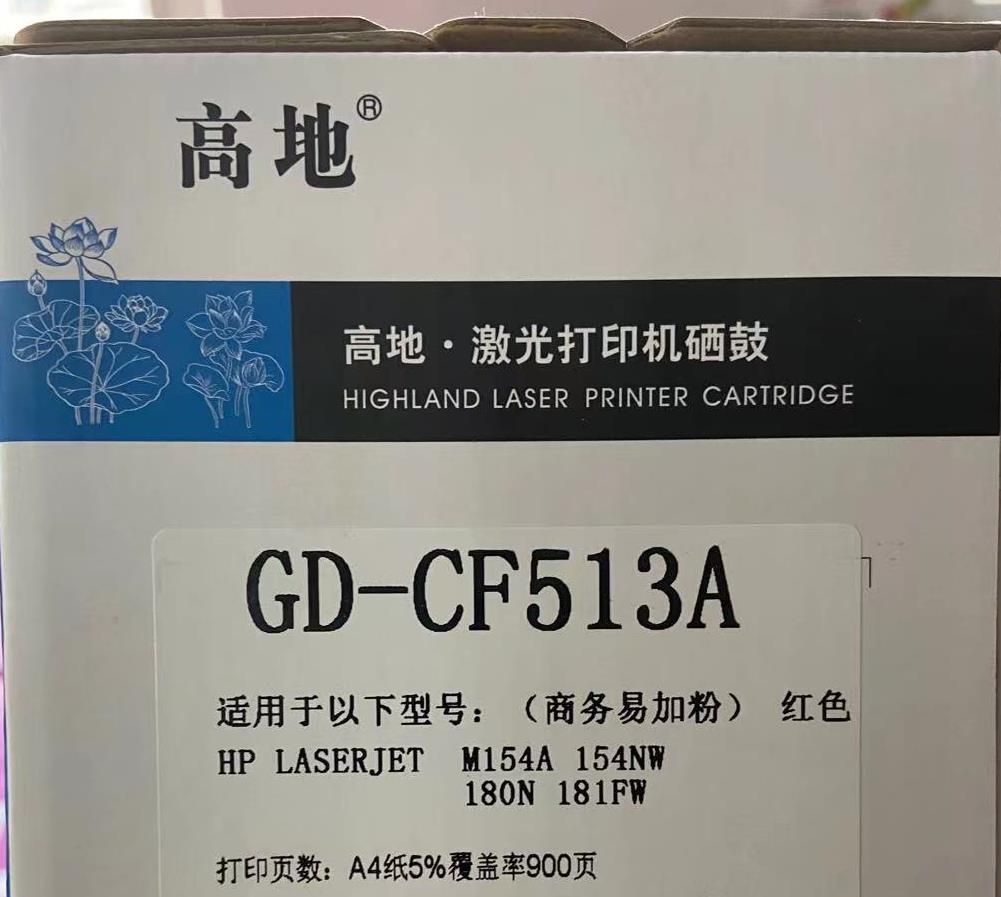 高地®
高地·激光打印机硒鼓
HIGHLAND LASER PRINTER CARTRIDGE
GD-CF513A
适用于以下型号：（商务易加粉） 红色
HP LASERJET M154A 154NW
180N 181FW
打印页数：A4纸5%覆盖率900页